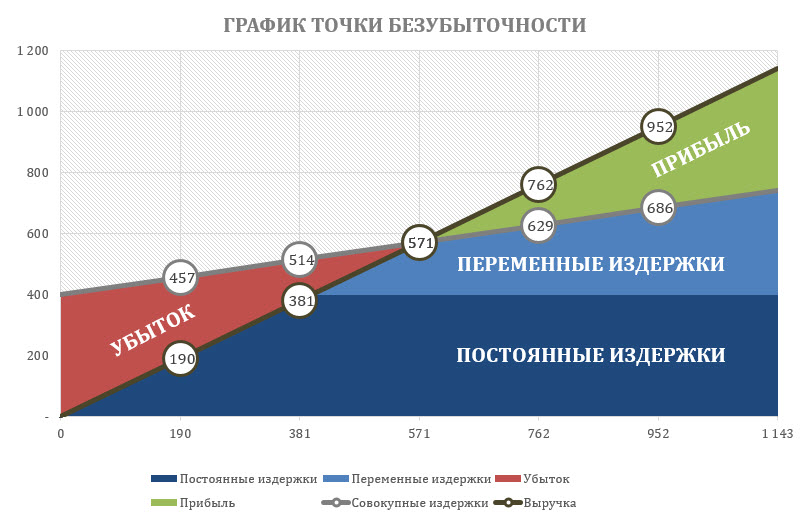 ГРАФИК ТОЧКИ БЕЗУБЫТОЧНОСТИ
1 200
1 000
800
600
400
200
-
952
762
ПРИБЫЛЬ
686
629
571
514
457
ПЕРЕМЕННЫЕ ИЗДЕРЖКИ
381
УБЫТОК
190
ПОСТОЯННЫЕ ИЗДЕРЖКИ
0 190 381 571 762 952 1 143
Постоянные издержки Переменные издержки Убыток
Прибыль Совокупные издержки Выручка